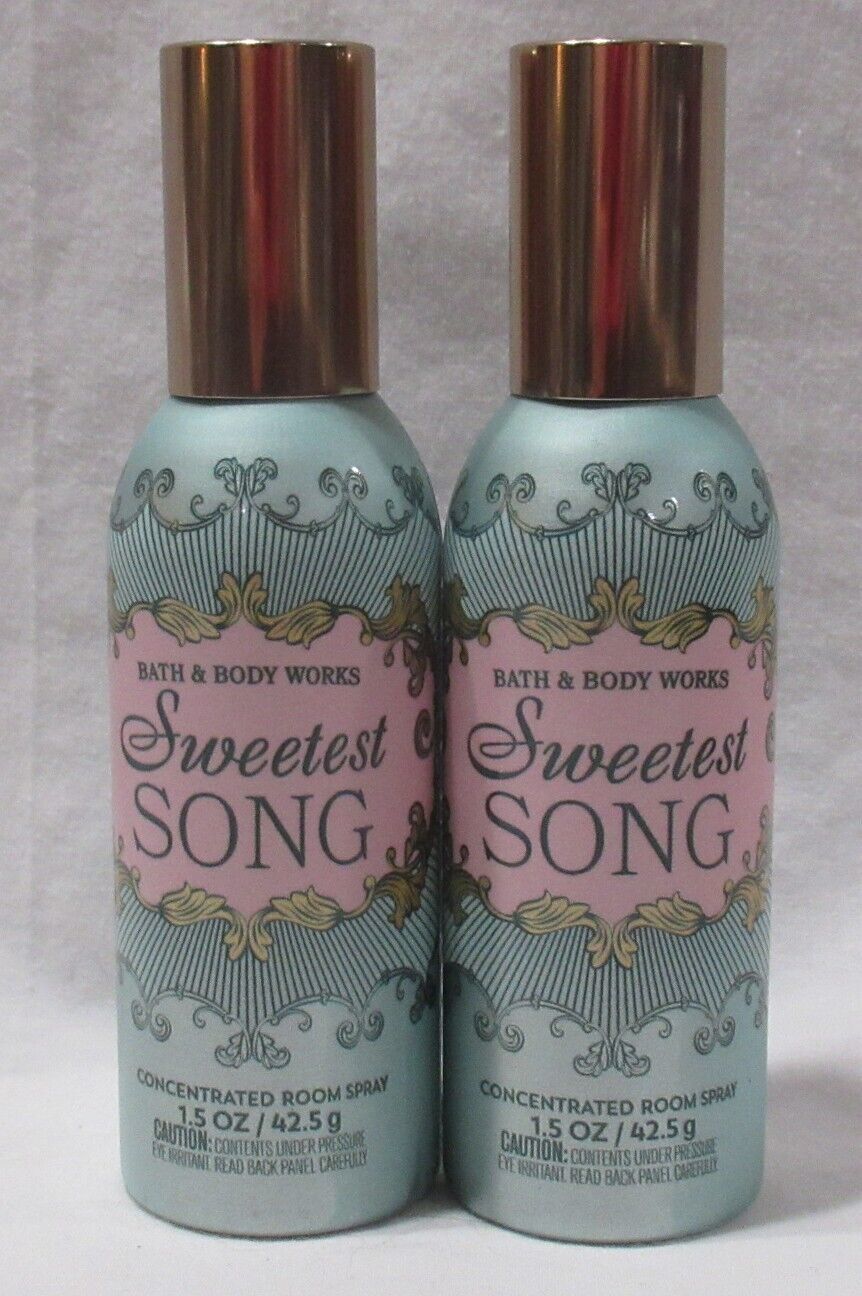 BATH & BODY WORKS
Sweetest
SONG
CONCENTRATED ROOM SPRAY
1.5 OZ / 42.5 g
CAUTION: CONTENTS UNDER PRESSURE
EYE IRRITANT. READ BACK PANEL CAREFULLY
BATH & BODY WORKS
Sweetest
SONG
CONCENTRATED ROOM SPRAY
1.5 OZ / 42.5 g
CAUTION: CONTENTS UNDER PRESSURE
EYE IRRITANT. READ BACK PANEL CAREFULLY